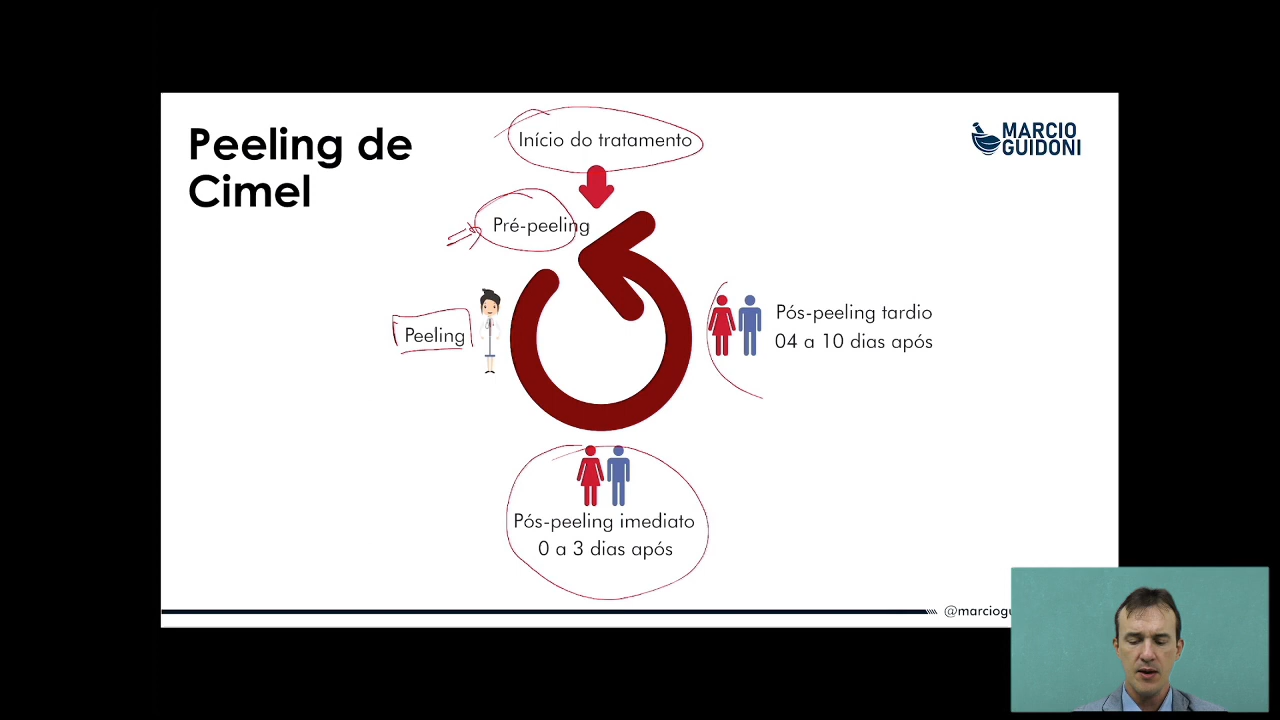 Peeling de
Cimel
Início do tratamento
MARCIO
GUIDONI
Pré-peeling
Peeling
Pós-peeling tardio
04 a 10 dias após
Pós-peeling imediato
0 a 3 dias após